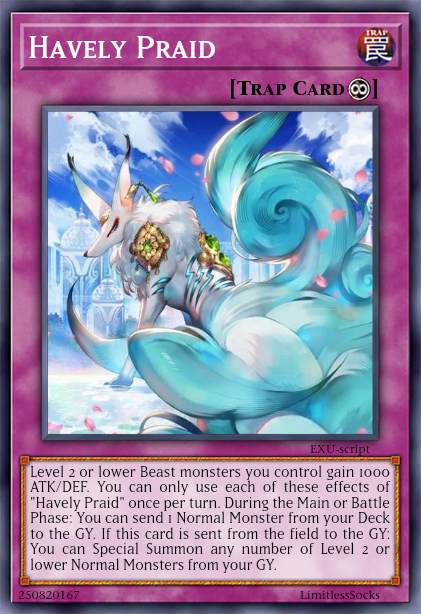 Havely Praid
TRAP
罠
[Trap Card]
EXU-script
Level 2 or lower Beast monsters you control gain 1000
ATK/DEF. You can only use each of these effects of
"Havely Praid" once per turn. During the Main or Battle
Phase: You can send 1 Normal Monster from your Deck
to the GY. If this card is sent from the field to the GY:
You can Special Summon any number of Level 2 or
lower Normal Monsters from your GY.
250820167 LimitlessSocks